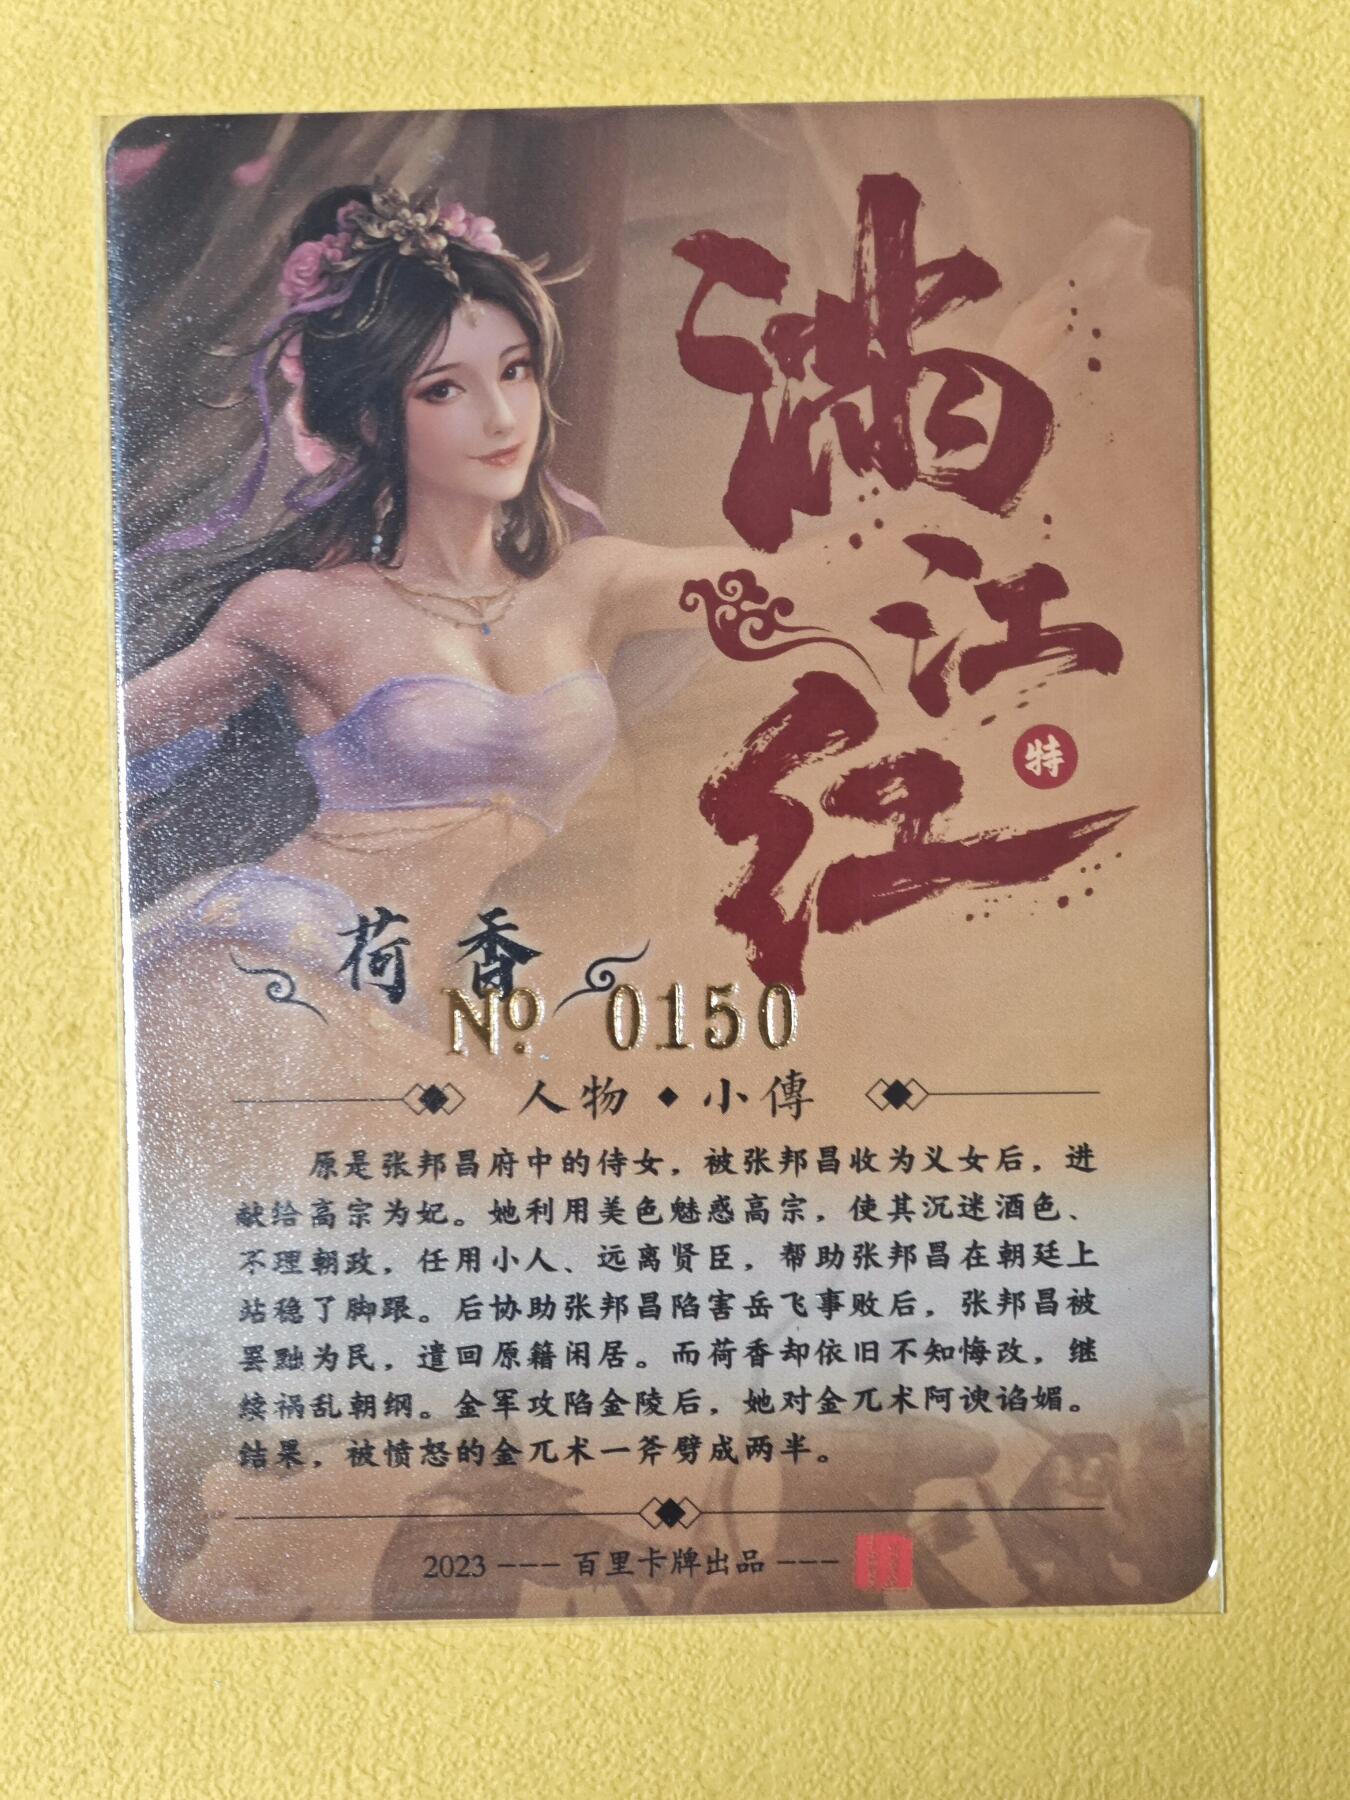 满江红
特
荷香
№ 0150
人物◆小傳
原是张邦昌府中的侍女，被张邦昌收为义女后，进
献给高宗为妃。她利用美色魅惑高宗，使其沉迷酒色、
不理朝政，任用小人、远离贤臣，帮助张邦昌在朝廷上
站稳了脚跟。后协助张邦昌陷害岳飞事败后，张邦昌被
罢黜为民，遣回原籍闲居。而荷香却依旧不知悔改，继
续祸乱朝纲。金军攻陷金陵后，她对金兀术阿谀谄媚。
结果，被愤怒的金兀术一斧劈成两半。
2023 --- 百里卡牌出品 ---